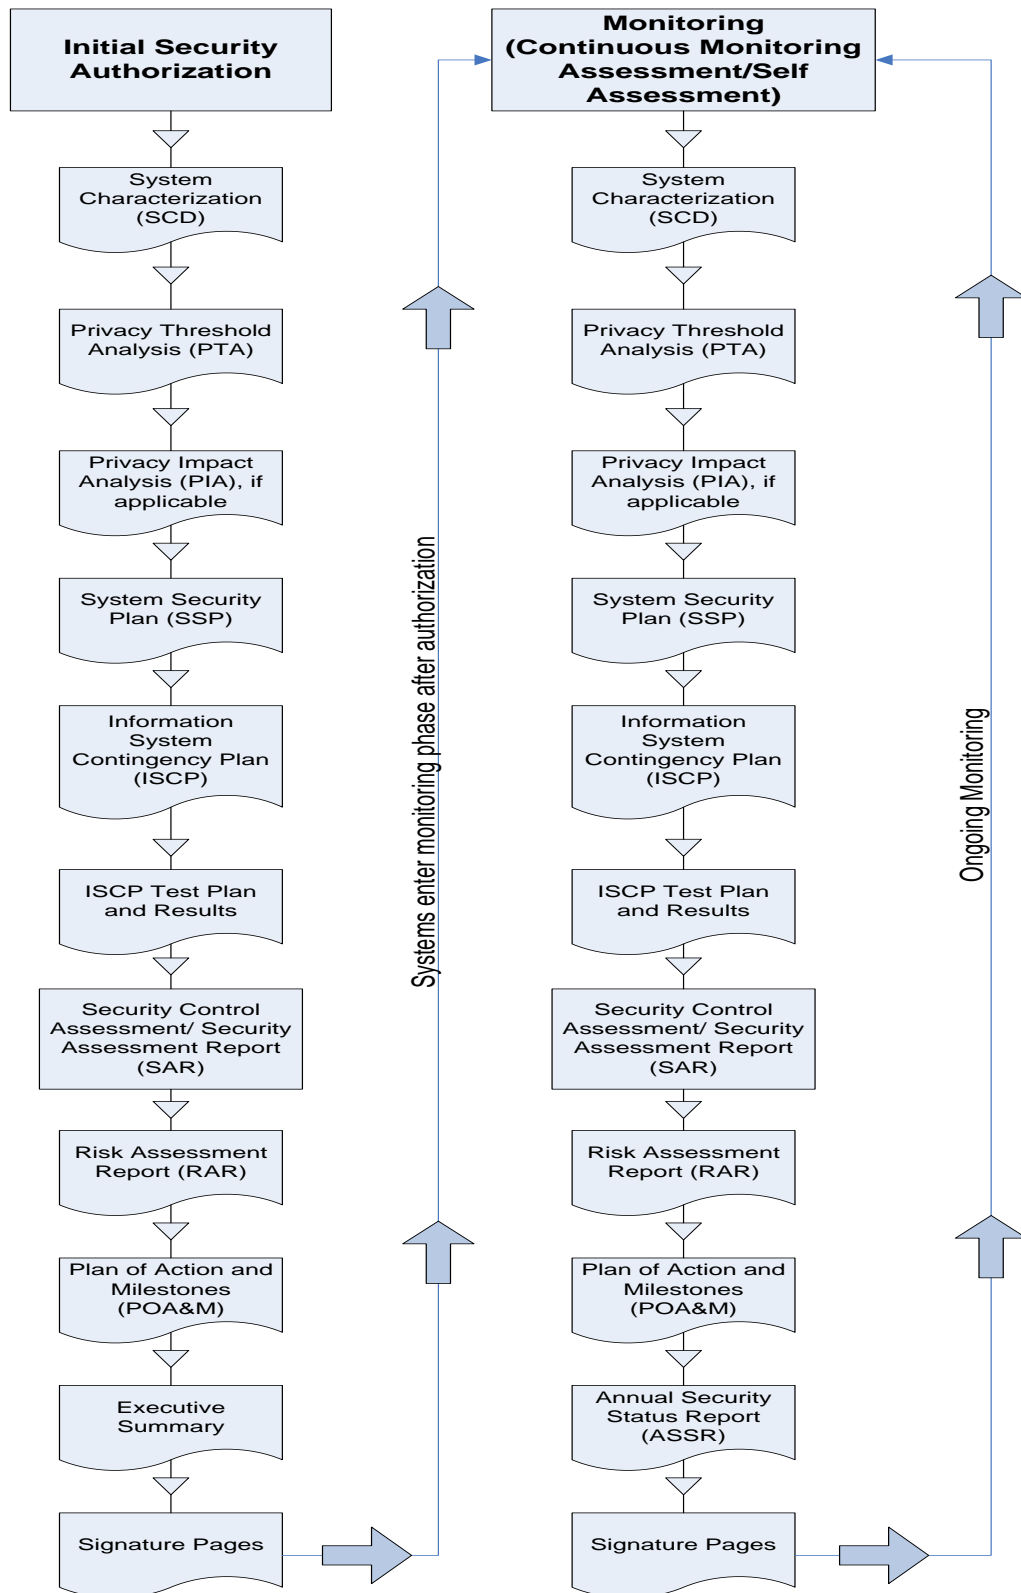 Initial Security
Authorization
System
Characterization
(SCD)
Privacy Threshold
Analysis (PTA)
Privacy Impact
Analysis (PIA), if
applicable
System Security
Plan (SSP)
Information
System
Contingency Plan
(ISCP)
ISCP Test Plan
and Results
Security Control
Assessment/ Security
Assessment Report
(SAR)
Risk Assessment
Report (RAR)
Plan of Action and
Milestones
(POA&M)
Executive
Summary
Signature Pages
Systems enter monitoring phase after authorization
Monitoring
(Continuous Monitoring
Assessment/Self
Assessment)
System
Characterization
(SCD)
Privacy Threshold
Analysis (PTA)
Privacy Impact
Analysis (PIA), if
applicable
System Security
Plan (SSP)
Information
System
Contingency Plan
(ISCP)
ISCP Test Plan
and Results
Security Control
Assessment/ Security
Assessment Report
(SAR)
Risk Assessment
Report (RAR)
Plan of Action and
Milestones
(POA&M)
Annual Security
Status Report
(ASSR)
Signature Pages
Ongoing Monitoring